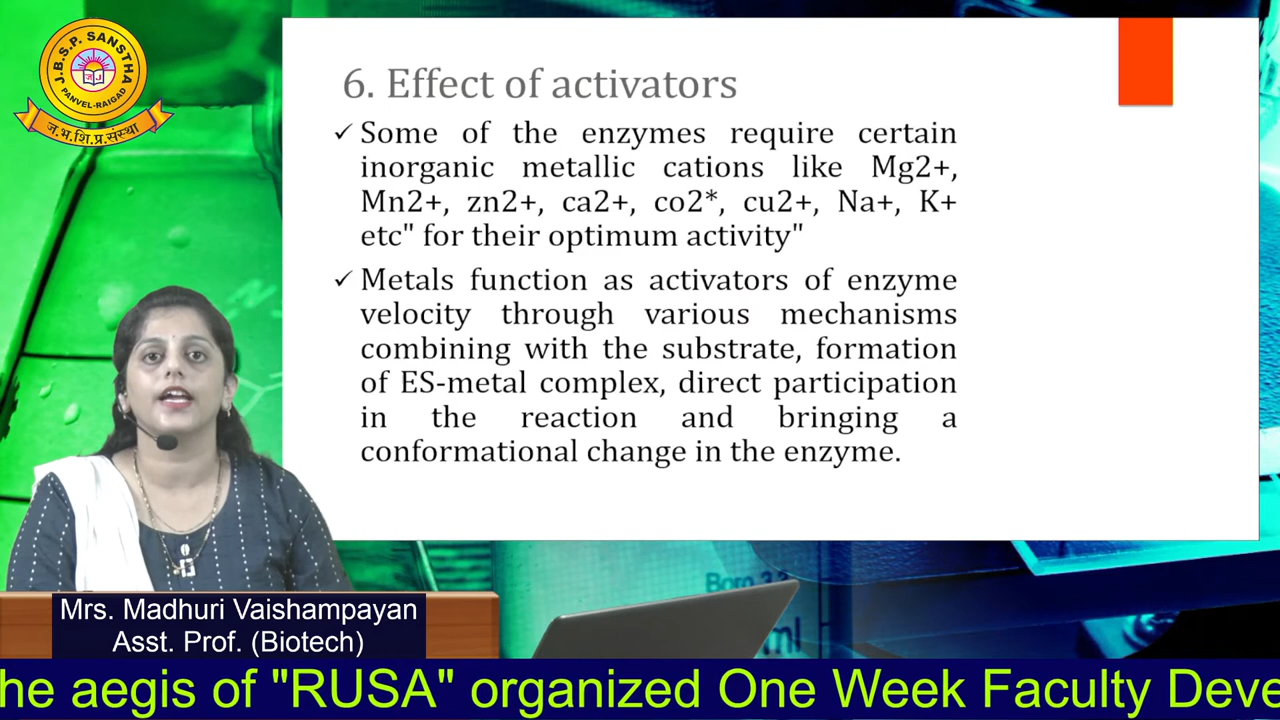 J.B.S.P. SANSTHA
PANVEL-RAIGAD
ज.भ.शि.प्र.संस्था
6. Effect of activators
✓ Some of the enzymes require certain
inorganic metallic cations like Mg2+,
Mn2+, zn2+, ca2+, co2*, cu2+, Na+, K+
etc" for their optimum activity"
✓ Metals function as activators of enzyme
velocity through various mechanisms
combining with the substrate, formation
of ES-metal complex, direct participation
in the reaction and bringing a
conformational change in the enzyme.
ml
Mrs. Madhuri Vaishampayan
Asst. Prof. (Biotech)
he aegis of "RUSA" organized One Week Faculty Deve